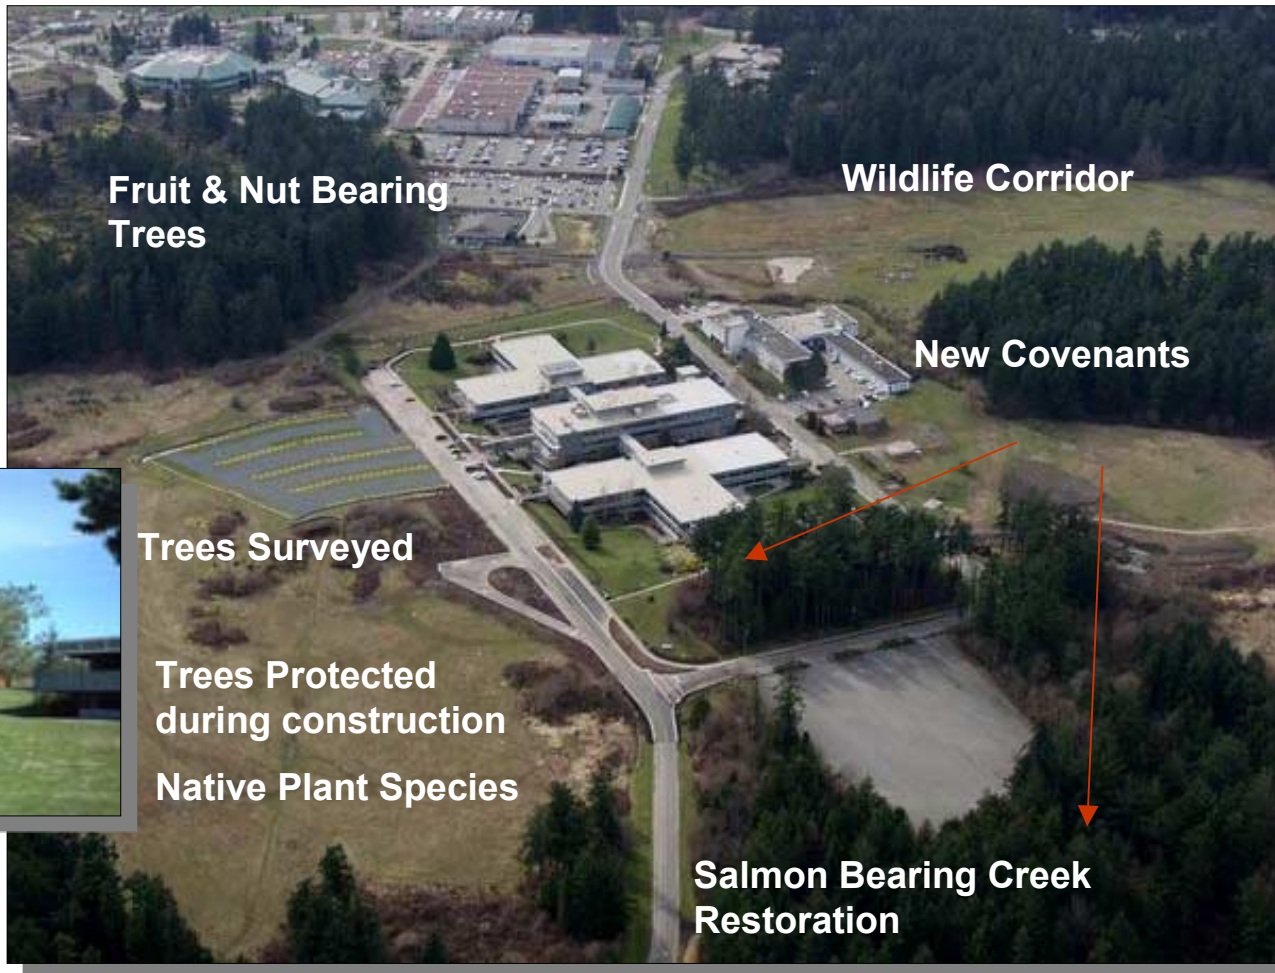 Fruit & Nut Bearing
Trees
Wildlife Corridor
New Covenants
Trees Surveyed
Trees Protected
during construction
Native Plant Species
Salmon Bearing Creek
Restoration